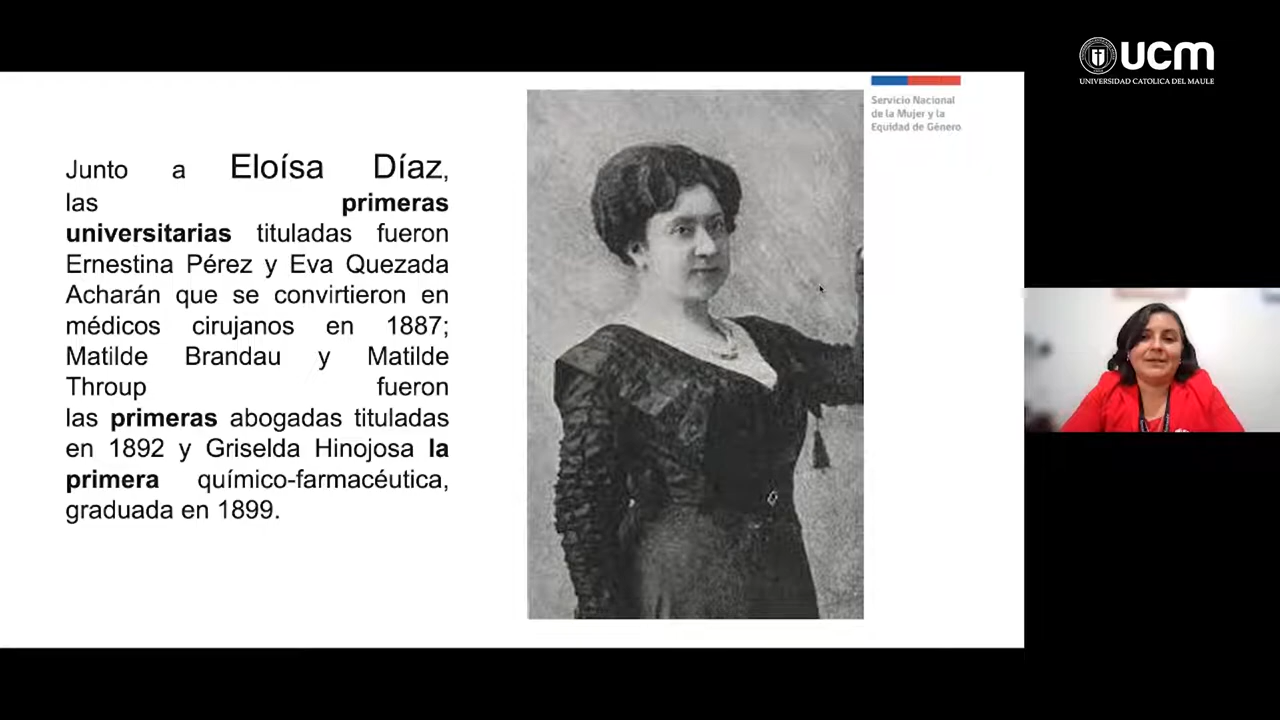 ucm
UNIVERSIDAD CATOLICA DEL MAULE
Servicio Nacional
de la Mujer y la
Equidad de Género
Junto a Eloísa Díaz,
las primeras
universitarias tituladas fueron
Ernestina Pérez y Eva Quezada
Acharán que se convirtieron en
médicos cirujanos en 1887;
Matilde Brandau y Matilde
Throup fueron
las primeras abogadas tituladas
en 1892 y Griselda Hinojosa la
primera químico-farmacéutica,
graduada en 1899.